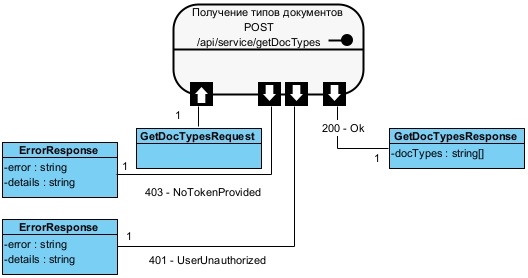 Получение типов документов
POST
/api/service/getDocTypes
1
GetDocTypesRequest
200 - Ok
GetDocTypesResponse
-docTypes : string[]
1
ErrorResponse
-error : string
-details : string
1
403 - NoTokenProvided
ErrorResponse
-error : string
-details : string
1
401 - UserUnauthorized